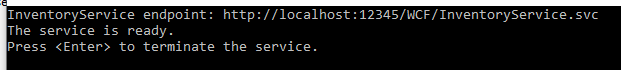 InventoryService endpoint: http://localhost:12345/WCF/InventoryService.svc
The service is ready.
Press <Enter> to terminate the service.